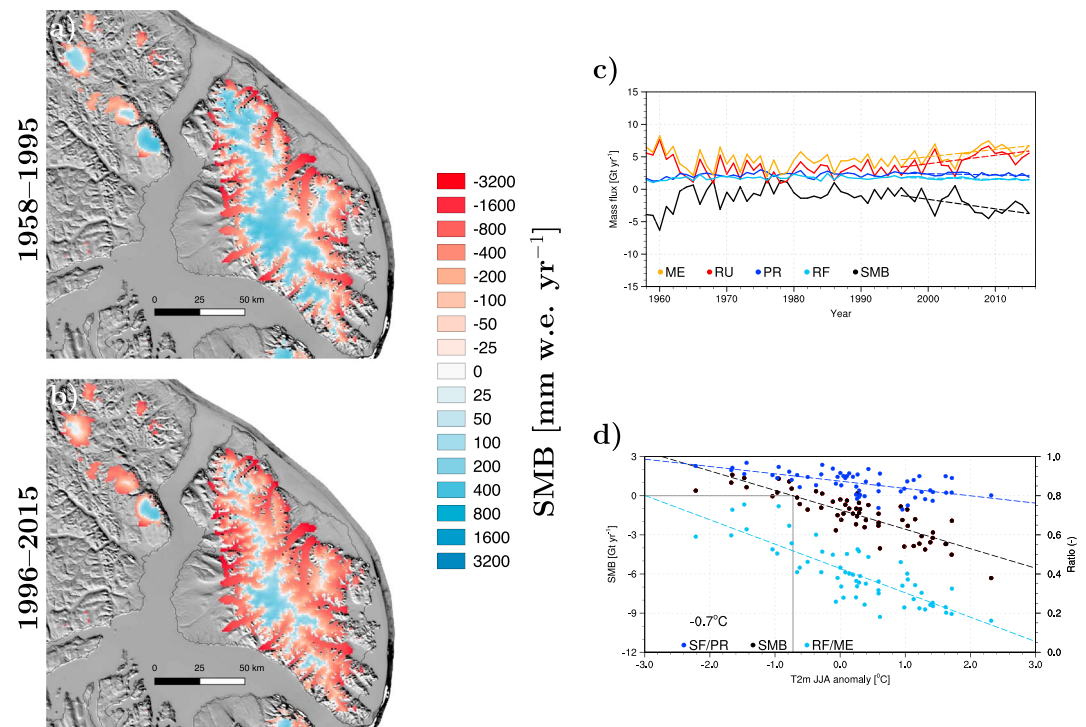 a)
1958–1995
0 25 50 km
b)
1996–2015
0 25 50 km
-3200
-1600
-800
-400
-200
-100
-50
-25
0
25
50
100
200
400
800
1600
3200
SMB [mm w.e. yr−1]
c)
15
10
5
0
-5
-10
-15
Mass flux [Gt yr-1]
ME RU PR RF SMB
1960 1970 1980 1990 2000 2010
Year
d)
3
0
-3
-6
-9
-12
SMB [Gt yr-1]
1.0
0.8
0.6
0.4
0.2
0.0
Ratio (-)
-0.7°C
SF/PR SMB RF/ME
-3.0 -2.0 -1.0 0.0 1.0 2.0 3.0
T2m JJA anomaly [°C]